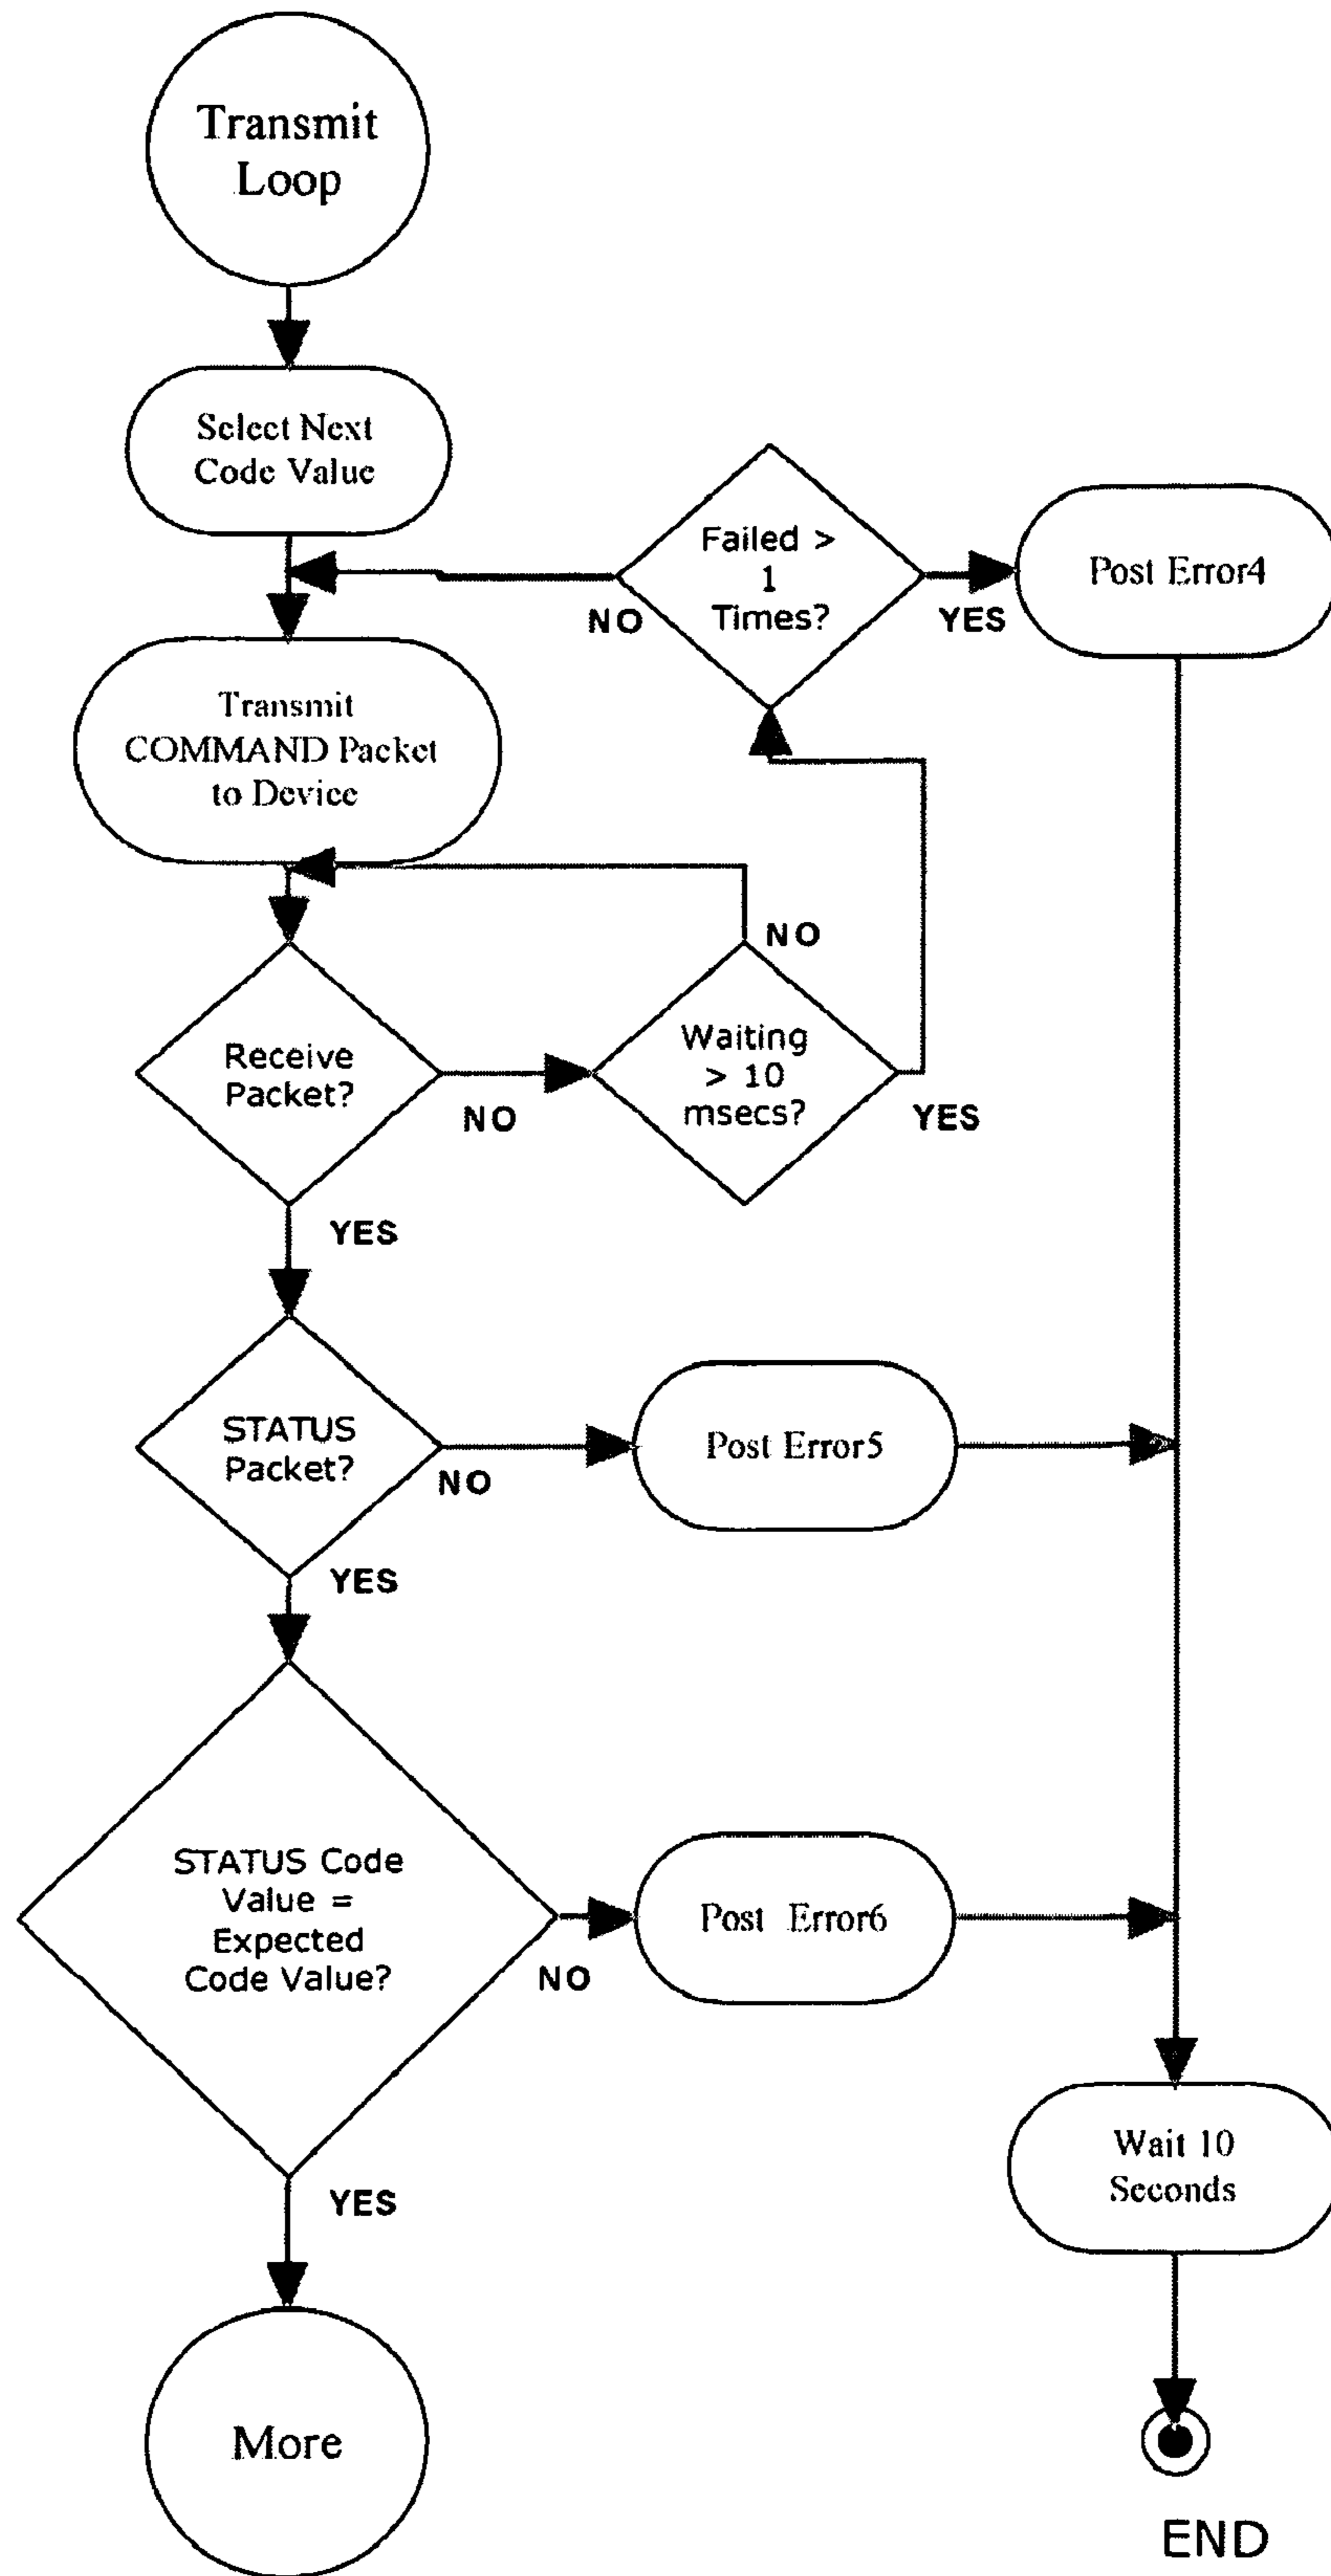 Transmit
Loop
Select Next
Code Value
Failed >
1
Times?
NO
YES
Post Error4
Transmit
COMMAND Packet
to Device
NO
Receive
Packet?
NO
Waiting
> 10
msecs?
YES
YES
STATUS
Packet?
NO
Post Error5
YES
STATUS Code
Value =
Expected
Code Value?
NO
Post Error6
YES
Wait 10
Seconds
More
END